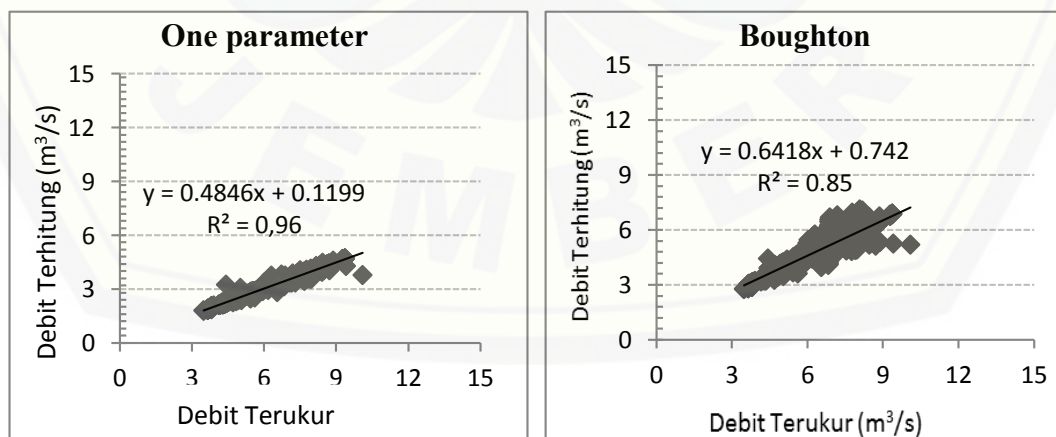 One parameter
15
12
9
6
3
0
Debit Terhitung (m³/s)
y = 0.4846x + 0.1199
R² = 0,96
0 3 6 9 12 15
Debit Terukur
Boughton
15
12
9
6
3
0
Debit Terhitung (m³/s)
y = 0.6418x + 0.742
R² = 0.85
0 3 6 9 12 15
Debit Terukur (m³/s)
JEMBER